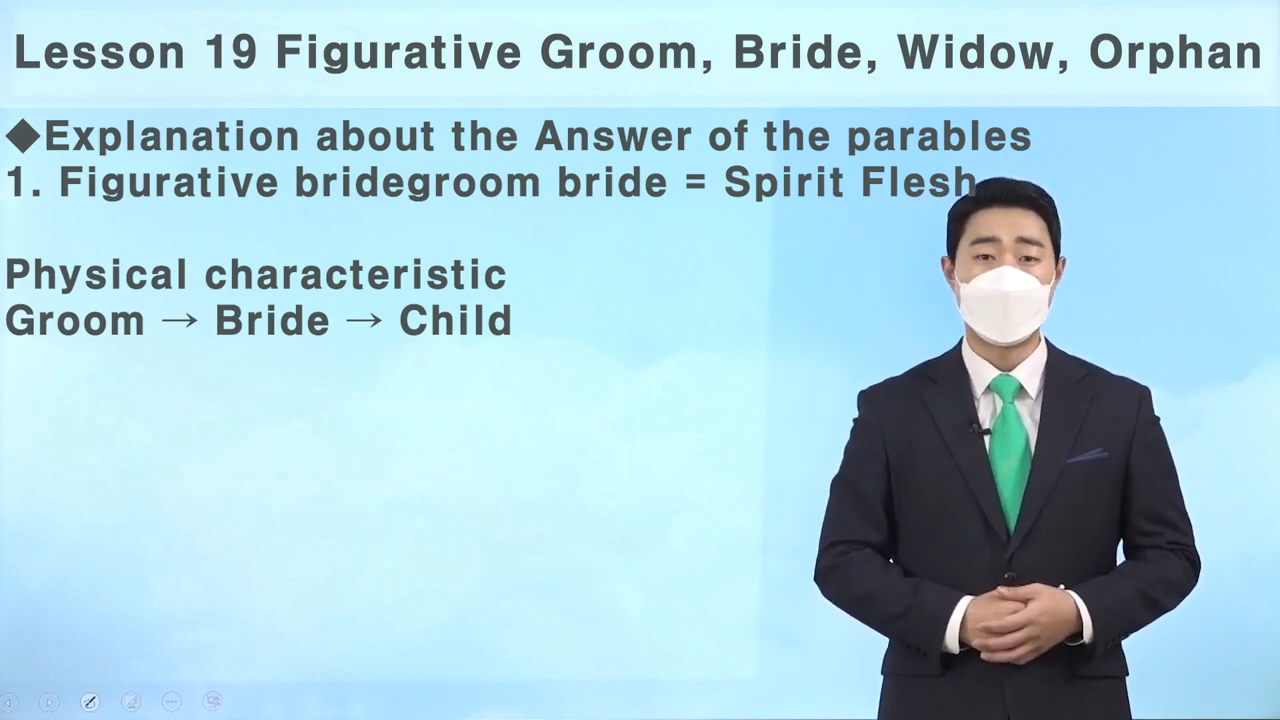 Lesson 19 Figurative Groom, Bride, Widow, Orphan
◆Explanation about the Answer of the parables
1. Figurative bridegroom bride = Spirit Flesh
Physical characteristic
Groom → Bride → Child